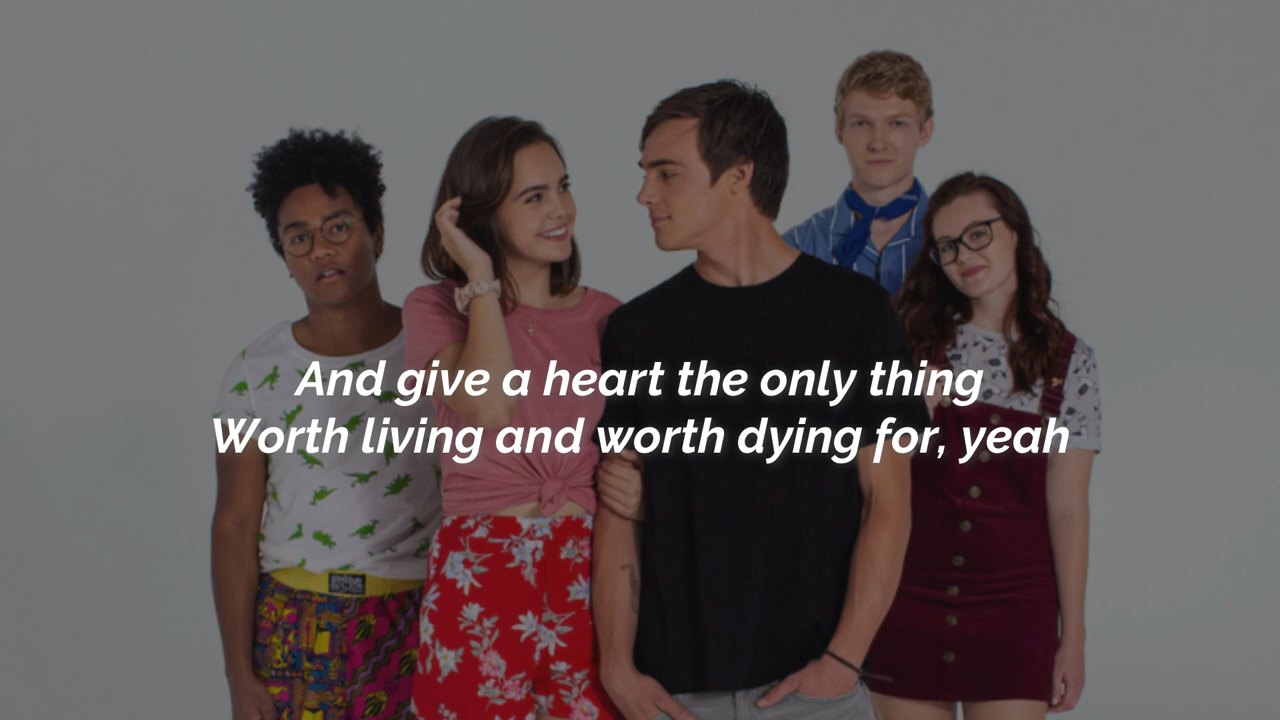 And give a heart the only thing
Worth living and worth dying for, yeah